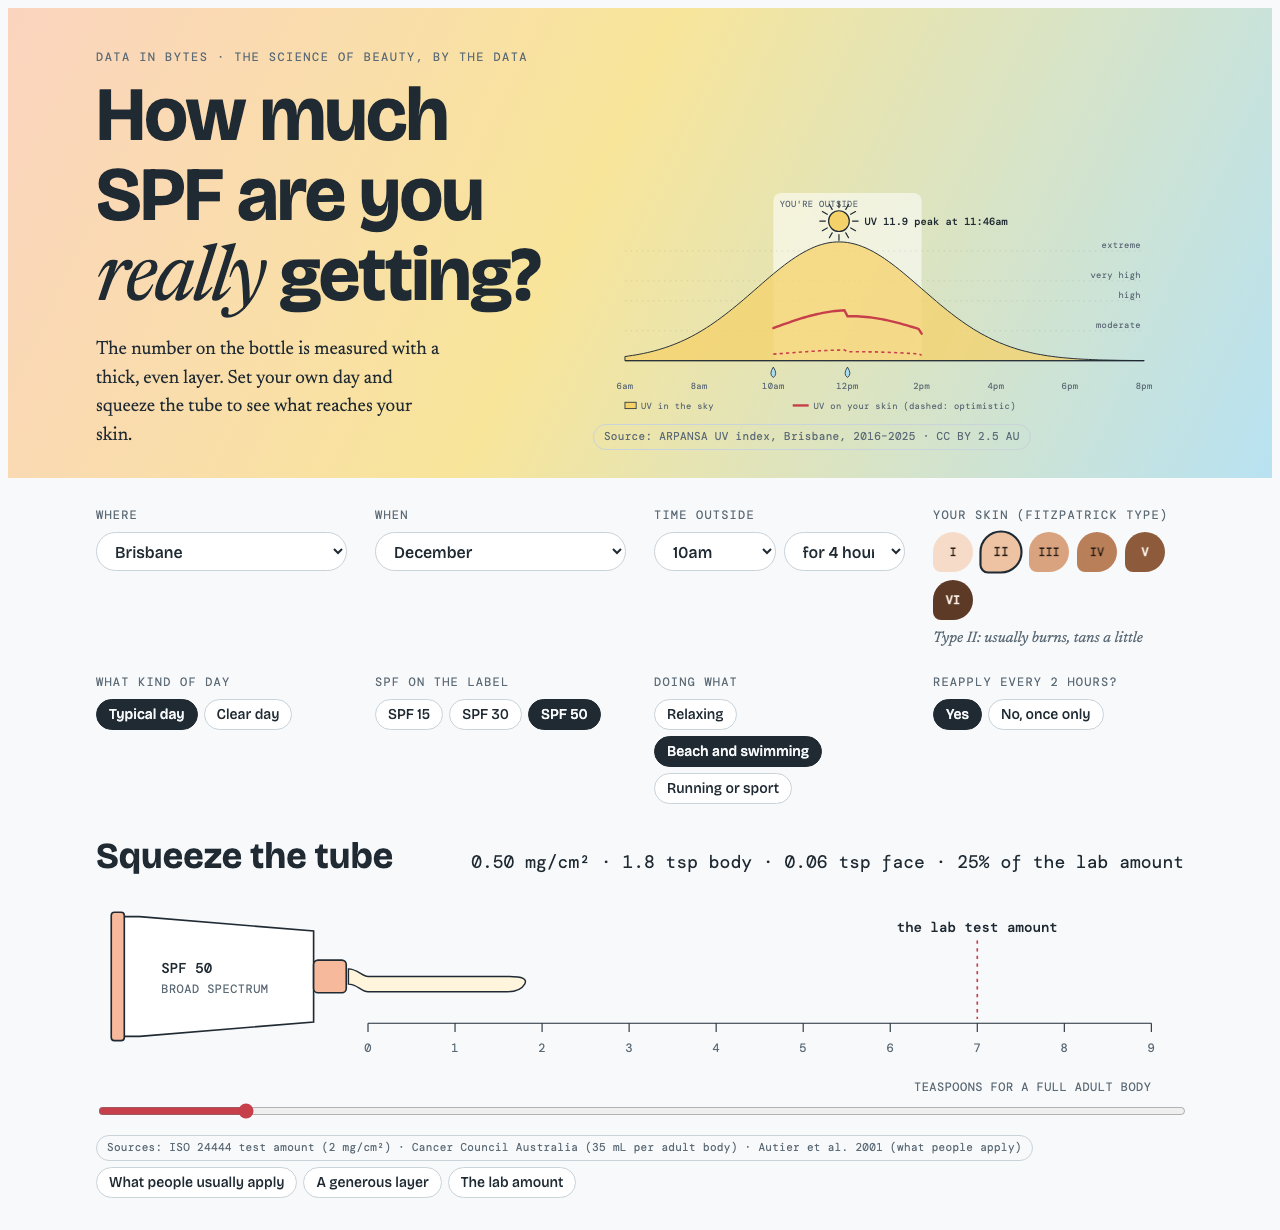 DATA IN BYTES · THE SCIENCE OF BEAUTY, BY THE DATA
How much
SPF are you
really getting?
The number on the bottle is measured with a
thick, even layer. Set your own day and
squeeze the tube to see what reaches your
skin.
YOU'RE OUTSIDE
UV 11.9 peak at 11:46am
extreme
very high
high
moderate
6am 8am 10am 12pm 2pm 4pm 6pm 8pm
UV in the sky UV on your skin (dashed: optimistic)
Source: ARPANSA UV index, Brisbane, 2016–2025 · CC BY 2.5 AU
WHERE WHEN TIME OUTSIDE YOUR SKIN (FITZPATRICK TYPE)
Brisbane December 10am for 4 hour I II III IV V
VI
Type II: usually burns, tans a little
WHAT KIND OF DAY SPF ON THE LABEL DOING WHAT REAPPLY EVERY 2 HOURS?
Typical day Clear day SPF 15 SPF 30 SPF 50 Relaxing Yes No, once only
Beach and swimming
Running or sport
Squeeze the tube 0.50 mg/cm² · 1.8 tsp body · 0.06 tsp face · 25% of the lab amount
the lab test amount
SPF 50
BROAD SPECTRUM
0 1 2 3 4 5 6 7 8 9
TEASPOONS FOR A FULL ADULT BODY
Sources: ISO 24444 test amount (2 mg/cm²) · Cancer Council Australia (35 mL per adult body) · Autier et al. 2001 (what people apply)
What people usually apply A generous layer The lab amount